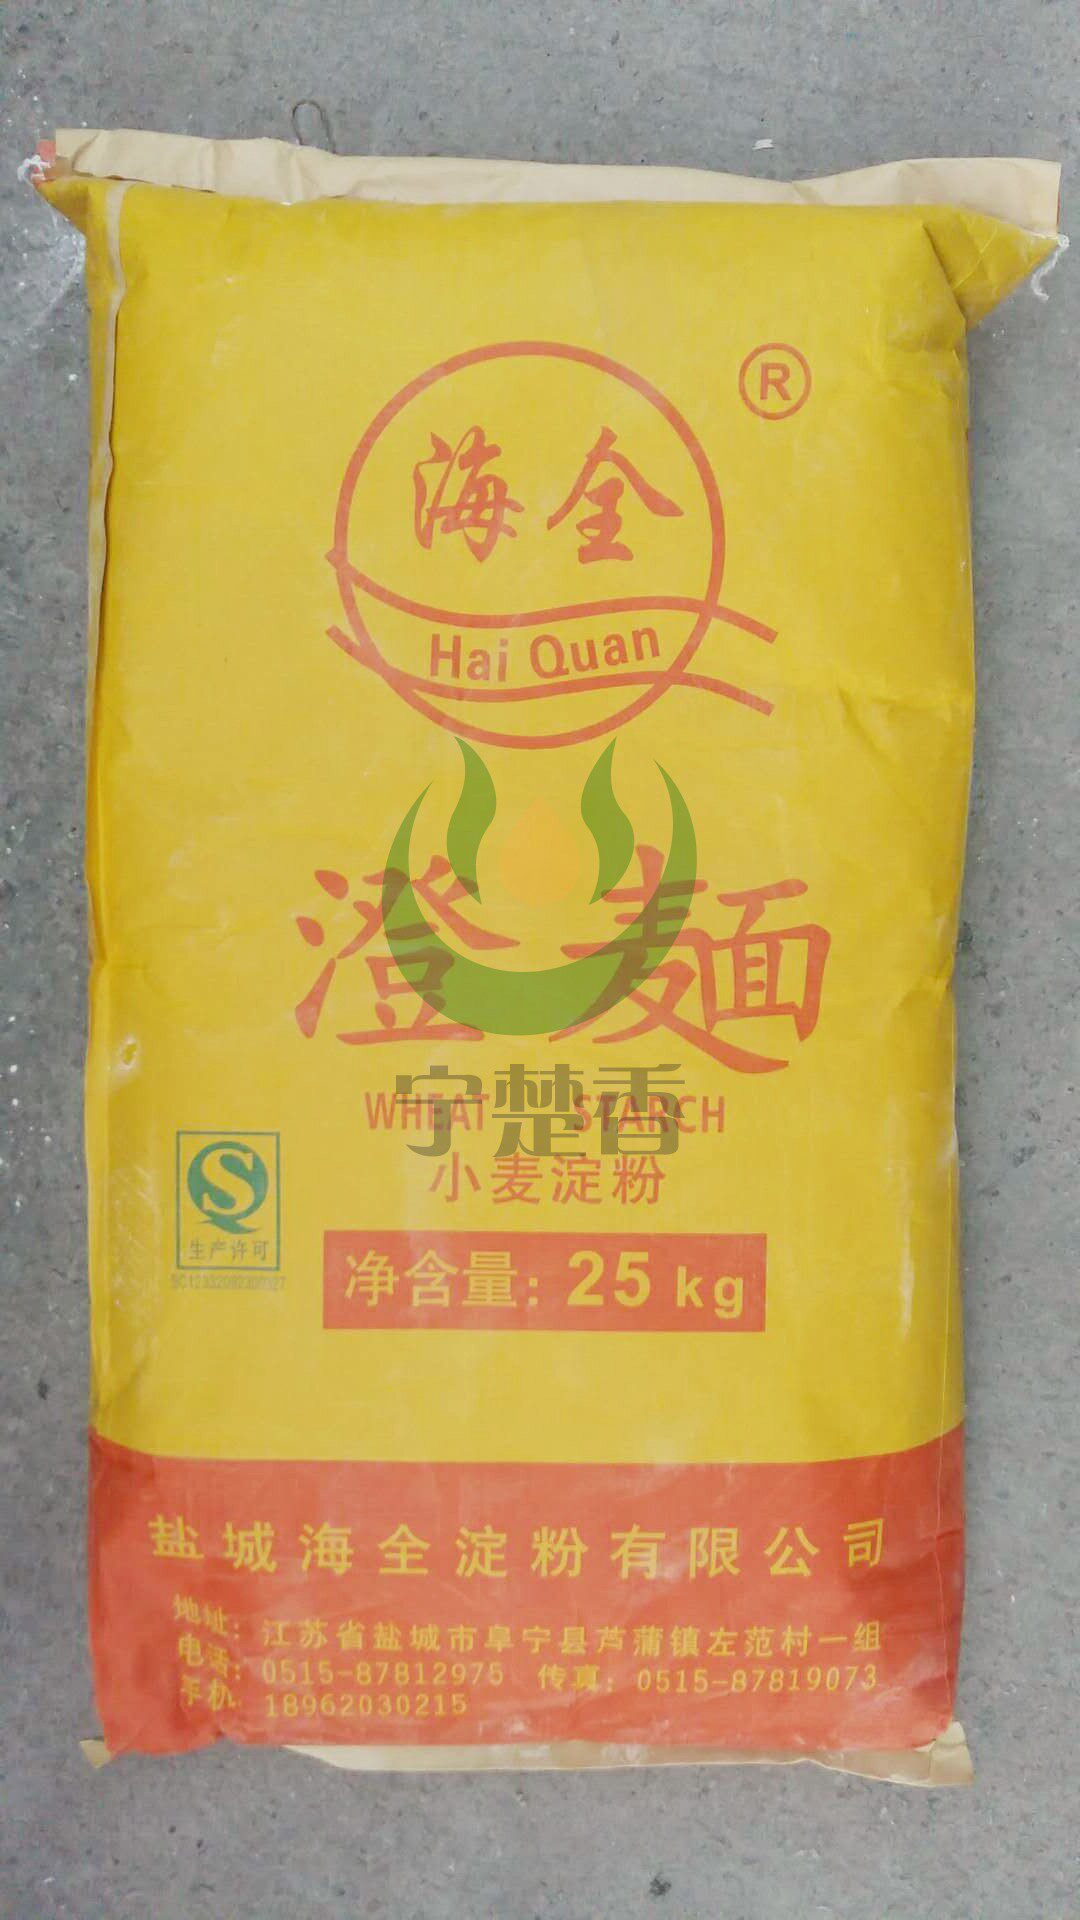 ®
海全
Hai Quan
澄麺
WHEAT STARCH
宁楚香
小麦淀粉
生产许可
净含量：25kg
盐城海全淀粉有限公司
地址：江苏省盐城市阜宁县芦蒲镇左范村一组
电话：0515-87812975 传真：0515-87819073
手机：18962030215